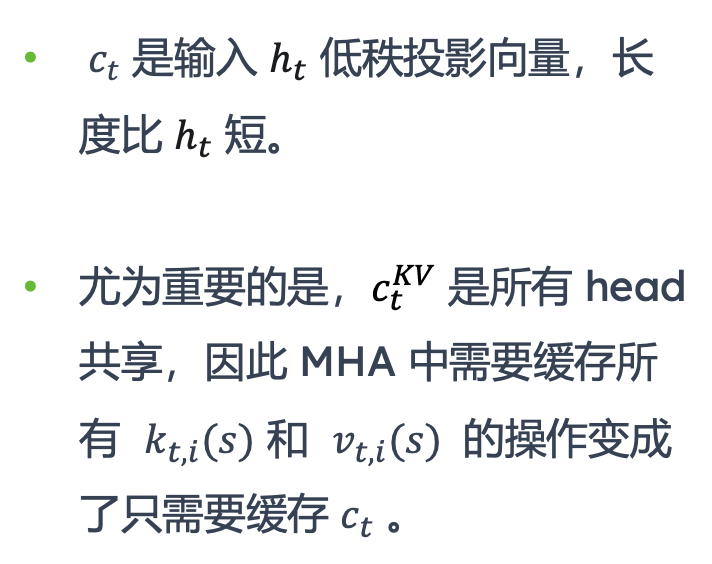 • c_t 是输入 h_t 低秩投影向量，长
度比 h_t 短。
• 尤为重要的是，c_t^{KV} 是所有 head
共享，因此 MHA 中需要缓存所
有 k_{t,i}(s) 和 v_{t,i}(s) 的操作变成
了只需要缓存 c_t 。